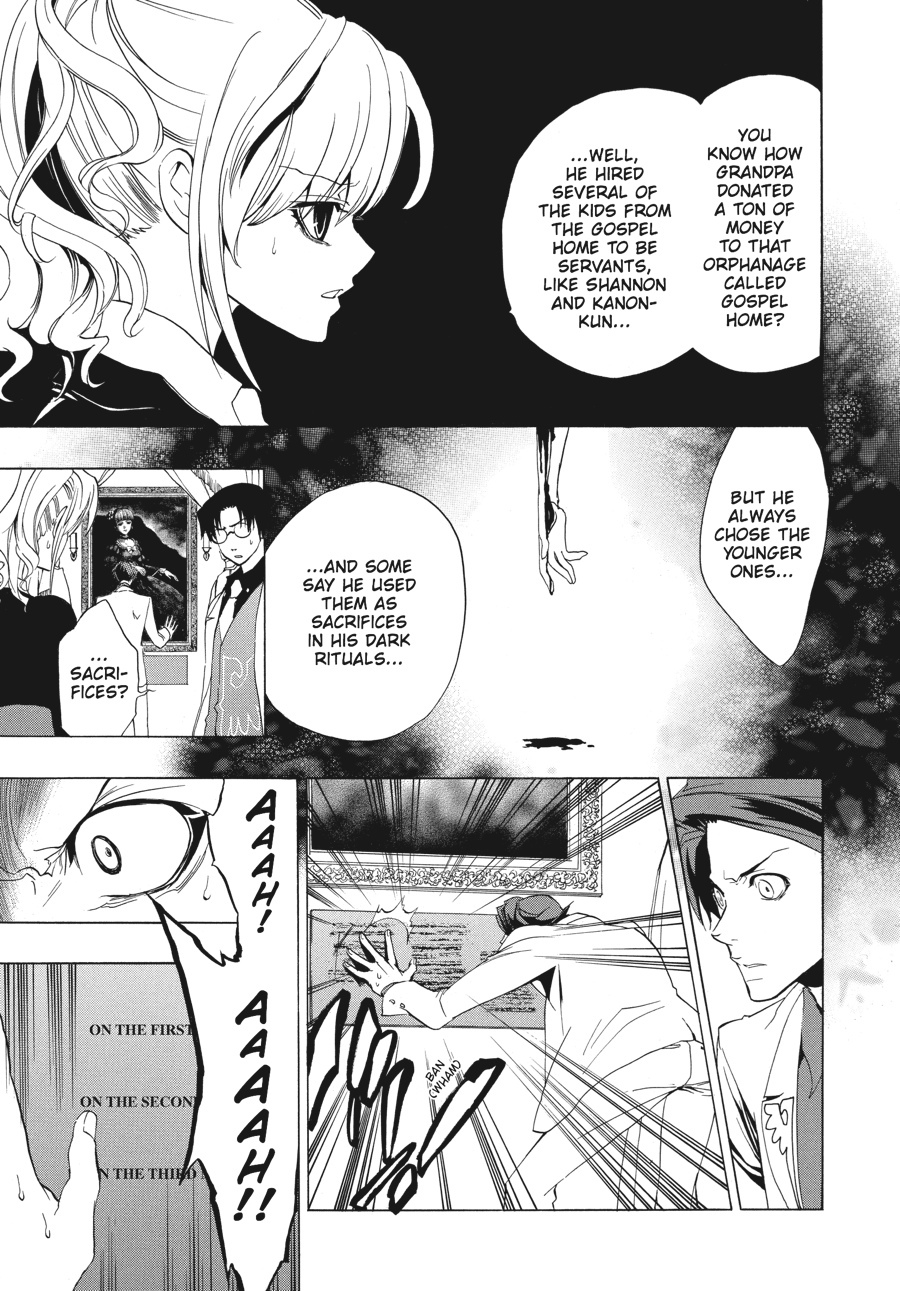 YOU
KNOW HOW
GRANDPA
DONATED
A TON OF
MONEY
TO THAT
ORPHANAGE
CALLED
GOSPEL
HOME?
...WELL,
HE HIRED
SEVERAL OF
THE KIDS FROM
THE GOSPEL
HOME TO BE
SERVANTS,
LIKE SHANNON
AND KANON-
KUN...
BUT HE
ALWAYS
CHOSE THE
YOUNGER
ONES...
...AND SOME
SAY HE USED
THEM AS
SACRIFICES
IN HIS DARK
RITUALS...
...
SACRI-
FICES?
BAN
(WHAM)
AAAH!
AAAAH!!
ON THE FIRST
ON THE SECOND
ON THE THIRD